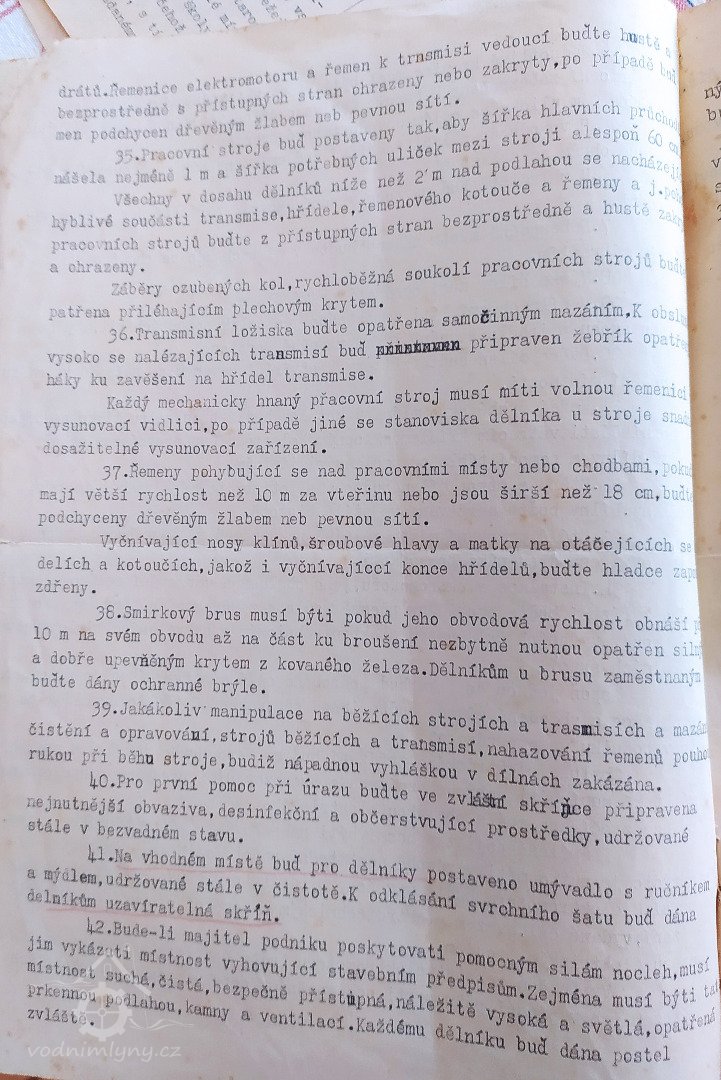 drátů.Řemenice elektromotoru a řemen k trnsmisi vedoucí buďte hustě a
bezprostředně s přístupných stran ohrazeny nebo zakryty,po případě buď
men podchycen dřevěným žlabem neb pevnou sítí.
35.Pracovní stroje buď postaveny tak,aby šířka hlavních průchodů
nášela nejméně 1 m a šířka potřebných uliček mezi stroji alespoň 60 cm
Všechny v dosahu dělníků níže než 2 m nad podlahou se nacházejí
hyblivé součásti transmise,hřídele,řemenového kotouče a řemeny a j.poh
pracovních strojů buďte z přístupných stran bezprostředně a hustě zakr
a ohrazeny.
Záběry ozubených kol,rychloběžná soukolí pracovních strojů buďte
patřena přiléhajícim plechovým krytem.
36.Transmisní ložiska buďte opatřena samočinným mazáním.K obslu
vysoko se nalézajících transmisí buď připraven žebřík opatřen
háky ku zavěšení na hřídel transmise.
Každý mechanicky hnaný pracovní stroj musí míti volnou řemenici
vysunovací vidlici,po případě jiné se stanoviska dělníka u stroje snad
dosažitelné vysunovací zařízení.
37.Řemeny pohybující se nad pracovními místy nebo chodbami,pokud
mají větší rychlost než 10 m za vteřinu nebo jsou širší než 18 cm,buďte
podchyceny dřevěným žlabem neb pevnou sítí.
Vyčnívající nosy klínů,šroubové hlavy a matky na otáčejících se
delích a kotoučích,jakož i vyčnívajíccí konce hřídelů,buďte hladce zapu
zdřeny.
38.Smirkový brus musí býti pokud jeho obvodová rychlost obnáší p
10 m na svém obvodu až na část ku broušení nezbytně nutnou opatřen silný
a dobře upevněným krytem z kovaného železa.Dělníkům u brusu zaměstnaným
buďte dány ochranné brýle.
39.Jakákoliv manipulace na běžících strojích a trasmisích a mazán
čistění a opravování,strojů běžících a transmisí,nahazování řemenů pouhou
rukou při běhu stroje,budiž nápadnou vyhláškou v dílnách zakázána.
40.Pro první pomoc při úrazu buďte ve zvláštní skříňce připravena
nejnutnější obvaziva,desinfekční a občerstvující prostředky,udržované
stále v bezvadném stavu.
41.Na vhodném místě buď pro dělníky postaveno umývadlo s ručníkem
a mýdlem,udržované stále v čistotě.K odklásání svrchního šatu buď dána
delníkům uzavíratelná skříň.
42.Bude-li majitel podniku poskytovati pomocným silám nocleh,musí
jim vykázati místnost vyhovující stavebním předpisům.Zejména musí býti tat
místnost suchá,čistá,bezpečně přístupná,náležitě vysoká a světlá,opatřená
prkennou podlahou,kamny a ventilací.Každému dělníku buď dána postel
zvláště.
vodnimlyny.cz